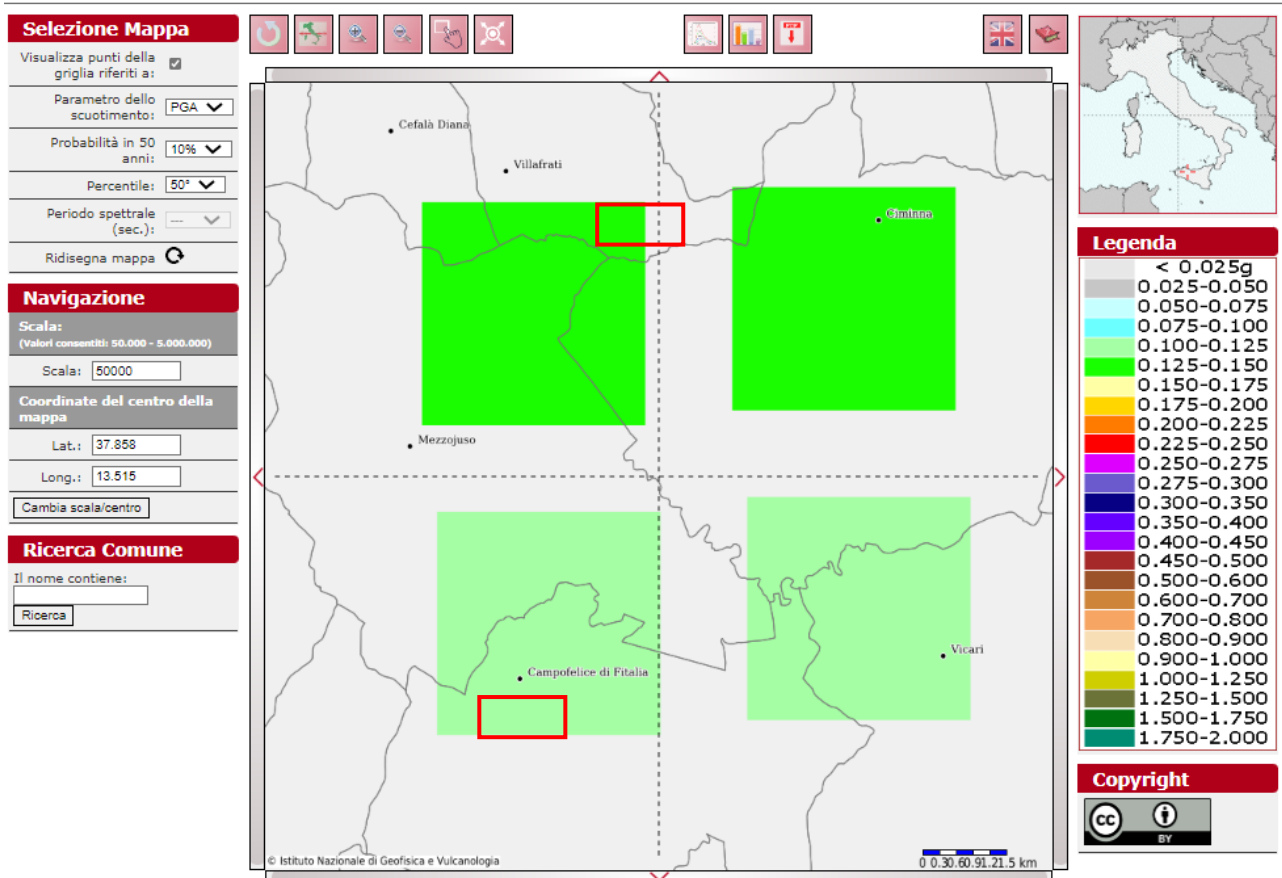 Selezione Mappa
Visualizza punti della
griglia riferiti a:
Parametro dello
scuotimento:
PGA
Probabilità in 50
anni:
10%
Percentile:
50°
Periodo spettrale
(sec.):
---
Ridisegna mappa
Navigazione
Scala:
(Valori consentiti: 50.000 - 5.000.000)
Scala: 50000
Coordinate del centro della
mappa
Lat.: 37.858
Long.: 13.515
Cambia scala/centro
Ricerca Comune
Il nome contiene:
Ricerca
PDF
Cefalà Diana
Villafrati
Ciminna
Mezzojuso
Campofelice di Fitalia
Vicari
© Istituto Nazionale di Geofisica e Vulcanologia
0 0.30.60.91.21.5 km
Legenda
< 0.025g
0.025-0.050
0.050-0.075
0.075-0.100
0.100-0.125
0.125-0.150
0.150-0.175
0.175-0.200
0.200-0.225
0.225-0.250
0.250-0.275
0.275-0.300
0.300-0.350
0.350-0.400
0.400-0.450
0.450-0.500
0.500-0.600
0.600-0.700
0.700-0.800
0.800-0.900
0.900-1.000
1.000-1.250
1.250-1.500
1.500-1.750
1.750-2.000
Copyright
cc
BY